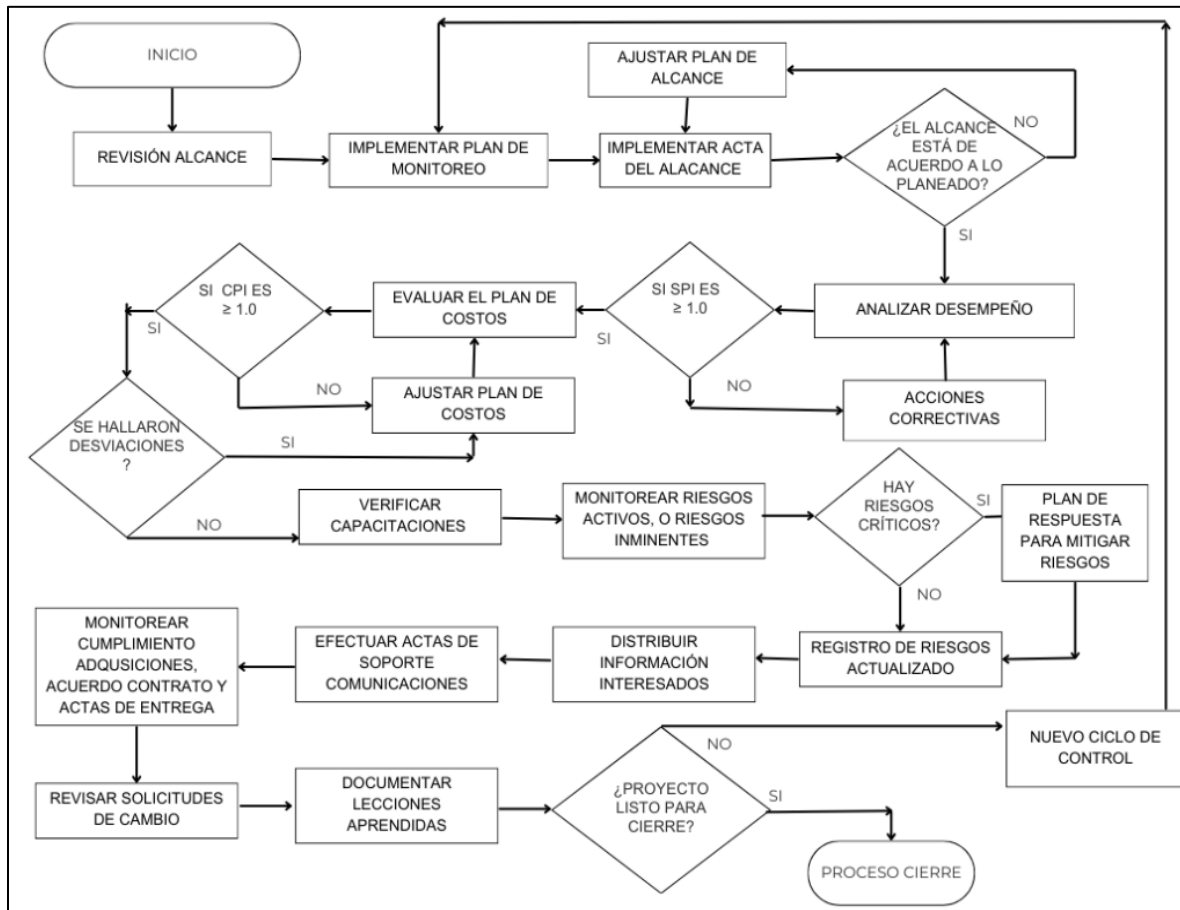 INICIO
AJUSTAR PLAN DE
ALCANCE
REVISIÓN ALCANCE
IMPLEMENTAR PLAN DE
MONITOREO
IMPLEMENTAR ACTA
DEL ALACANCE
¿EL ALCANCE
ESTÁ DE
ACUERDO A LO
PLANEADO?
NO
SI
SI CPI ES
≥ 1.0
SI
NO
EVALUAR EL PLAN DE
COSTOS
SI SPI ES
≥ 1.0
SI
NO
ANALIZAR DESEMPEÑO
AJUSTAR PLAN DE
COSTOS
ACCIONES
CORRECTIVAS
SE HALLARON
DESVIACIONES
?
SI
NO
VERIFICAR
CAPACITACIONES
MONITOREAR RIESGOS
ACTIVOS, O RIESGOS
INMINENTES
HAY
RIESGOS
CRÍTICOS?
SI
NO
PLAN DE
RESPUESTA
PARA MITIGAR
RIESGOS
MONITOREAR
CUMPLIMIENTO
ADQUSICIONES,
ACUERDO CONTRATO Y
ACTAS DE ENTREGA
EFECTUAR ACTAS DE
SOPORTE
COMUNICACIONES
DISTRIBUIR
INFORMACIÓN
INTERESADOS
REGISTRO DE RIESGOS
ACTUALIZADO
REVISAR SOLICITUDES
DE CAMBIO
DOCUMENTAR
LECCIONES
APRENDIDAS
¿PROYECTO
LISTO PARA
CIERRE?
NO
SI
NUEVO CICLO DE
CONTROL
PROCESO CIERRE